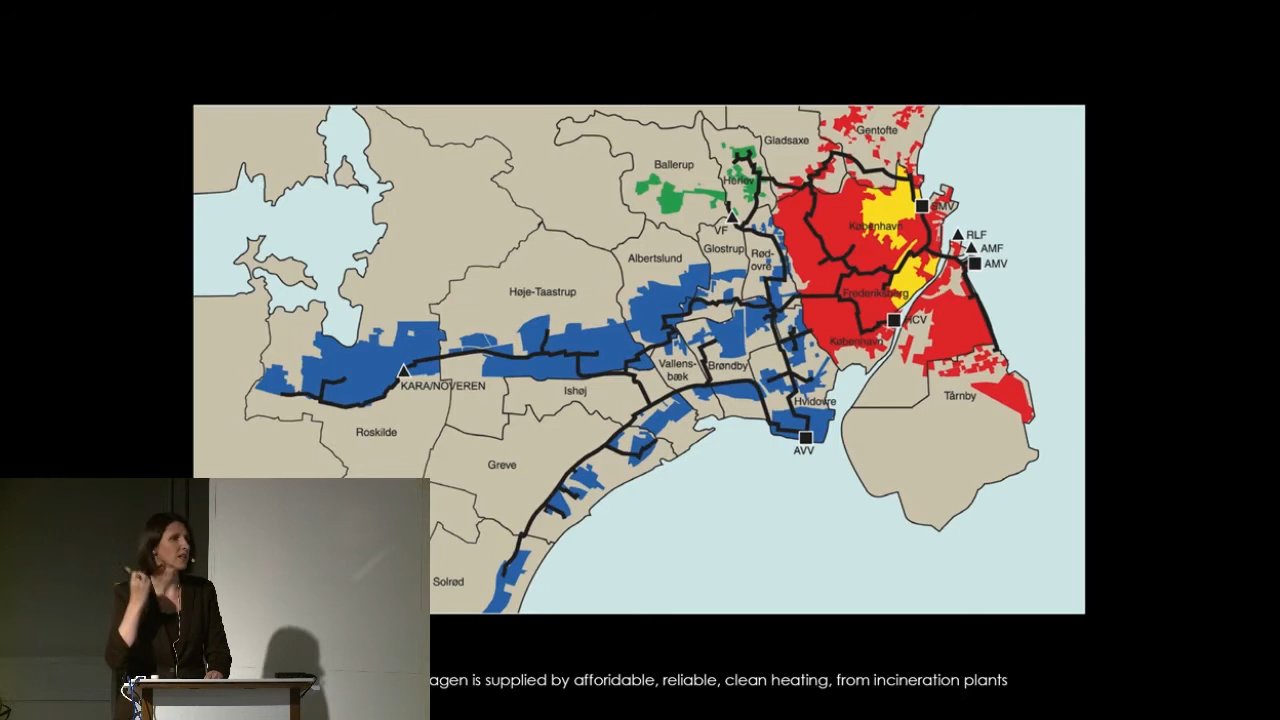 Gentofte
Gladsaxe
Ballerup
Herlev
SMV
København
VF
RLF
AMF
AMV
Glostrup
Rød-
ovre
Albertslund
Høje-Taastrup
Frederiksberg
HCV
København
Vallens-
bæk
Brøndby
KARA/NOVEREN
Ishøj
Hvidovre
Tårnby
Roskilde
AVV
Greve
Solrød
agen is supplied by afforidable, reliable, clean heating, from incineration plants